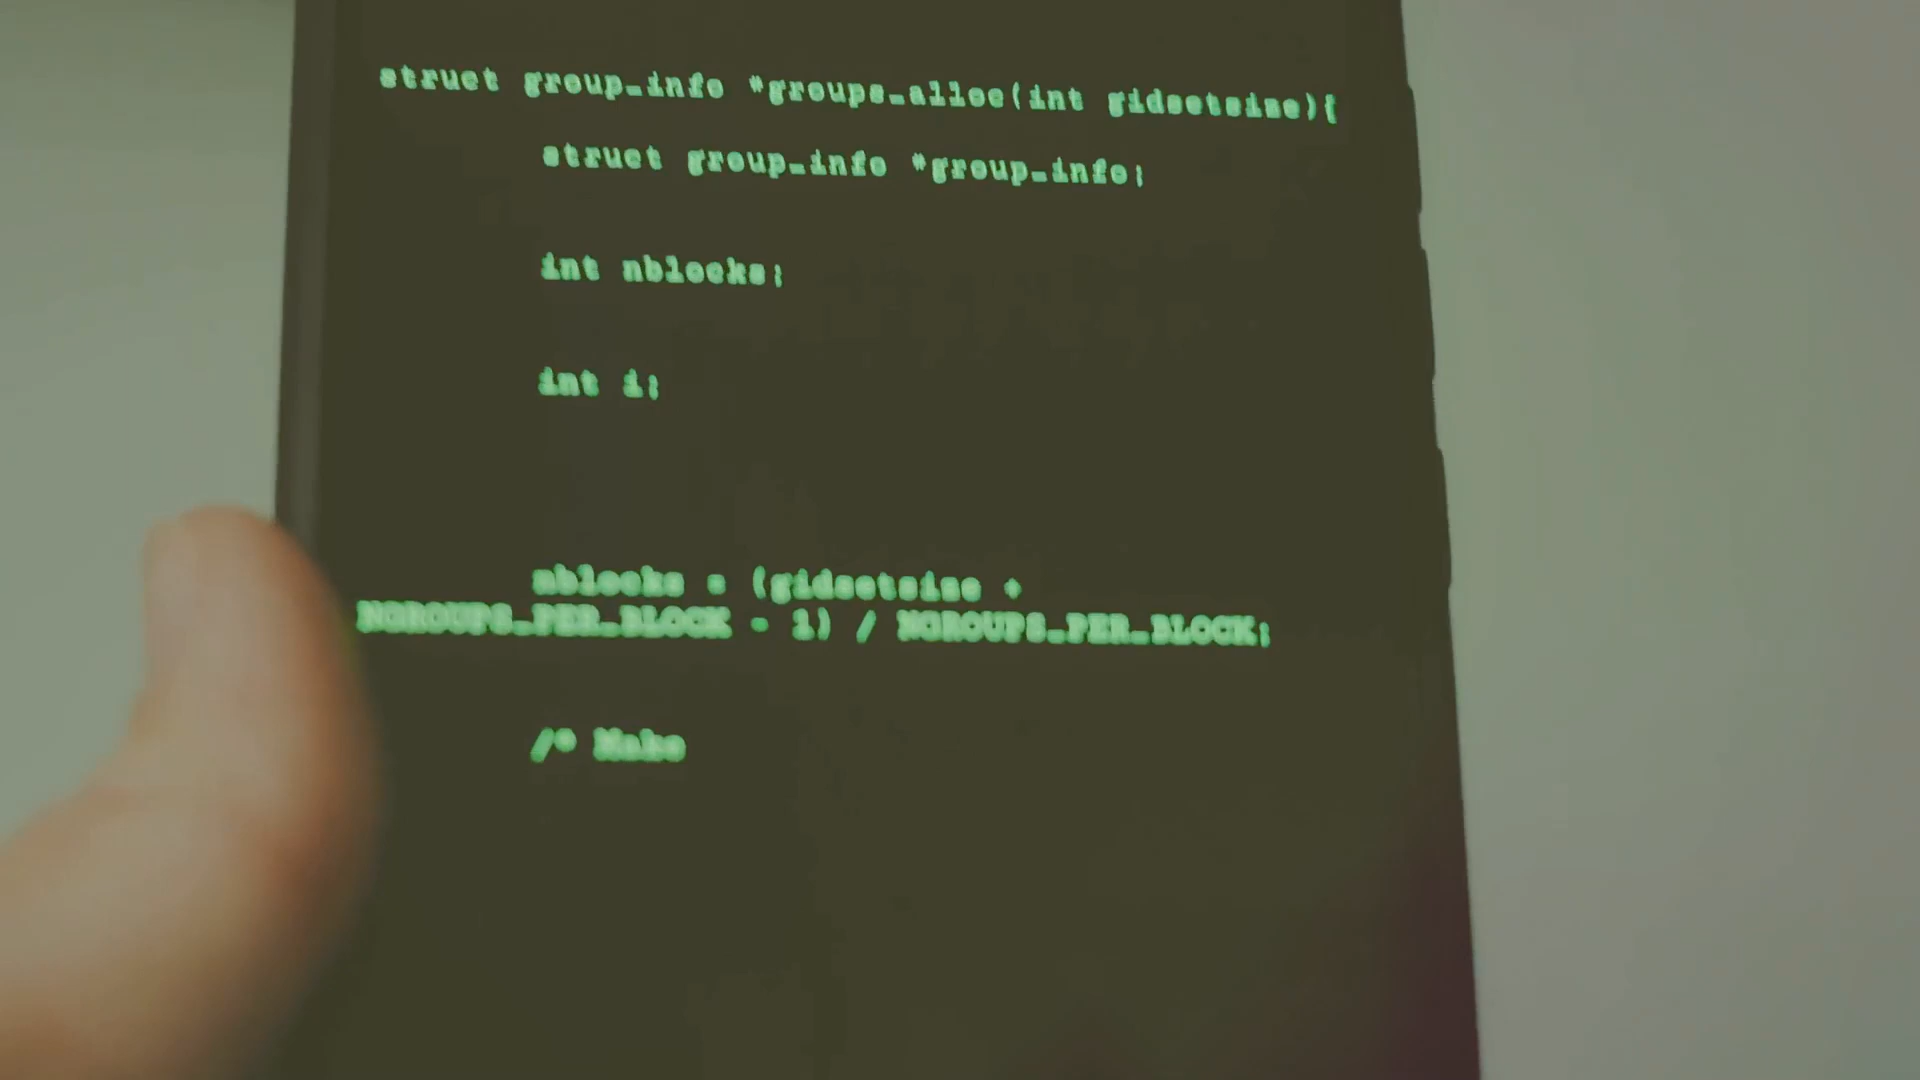 struct group_info *groups_alloc(int gidsetsize){
struct group_info *group_info;
int nblocks;
int i;
nblocks = (gidsetsize +
NGROUPS_PER_BLOCK - 1) / NGROUPS_PER_BLOCK;
/* Make